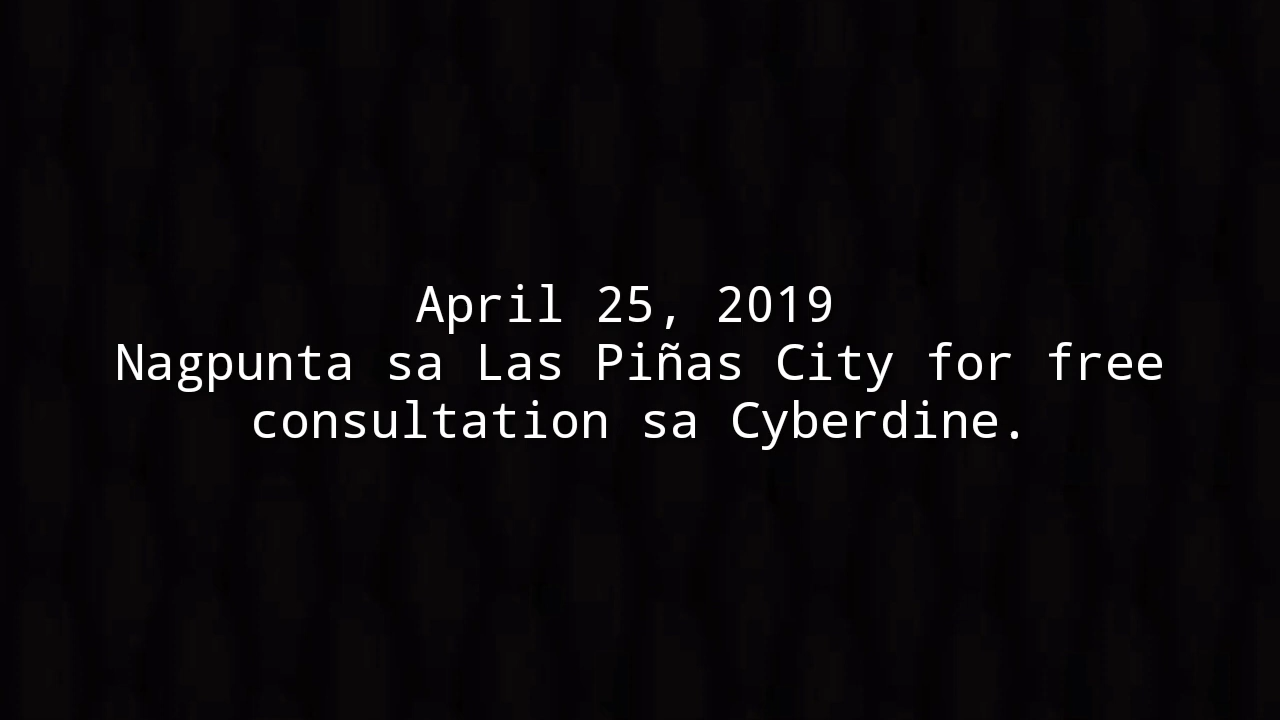 April 25, 2019
Nagpunta sa Las Piñas City for free
consultation sa Cyberdine.